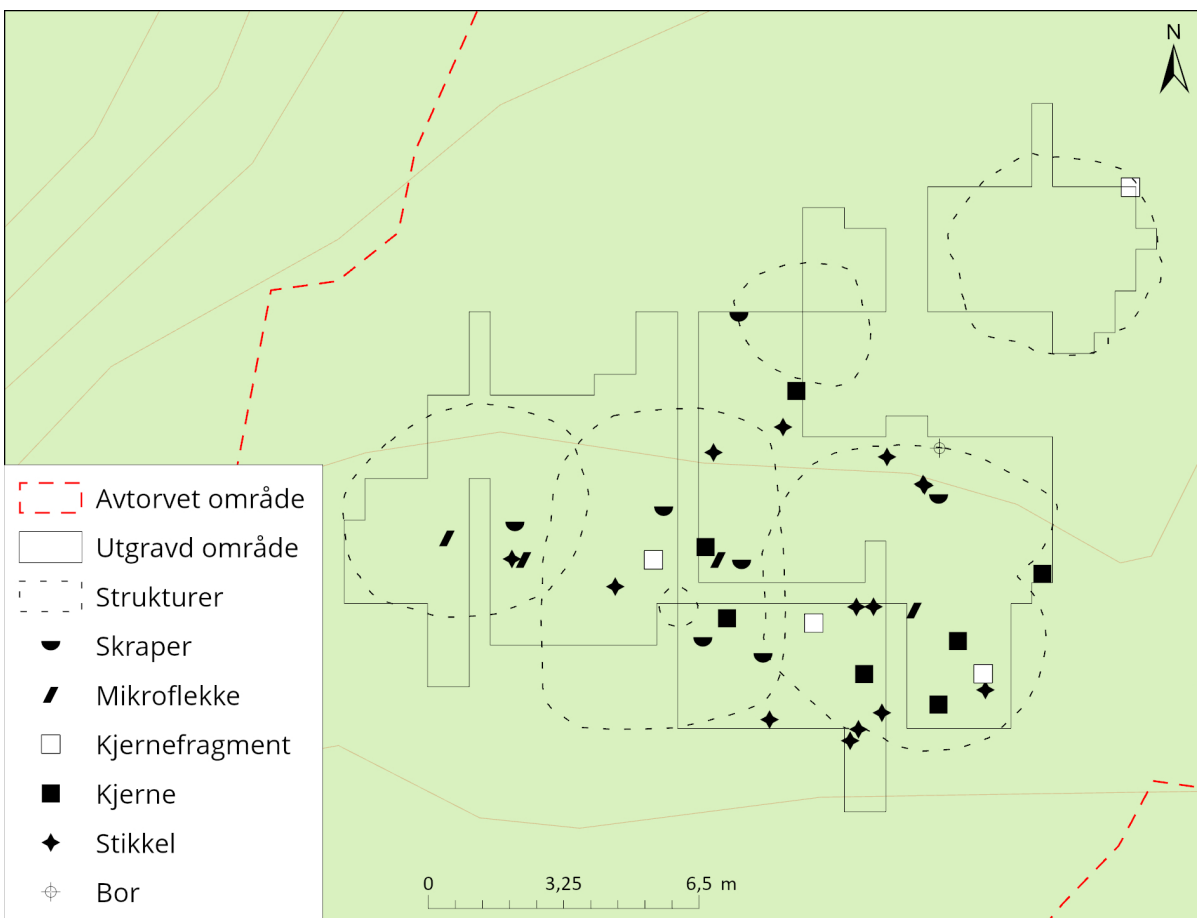 N
Avtorvet område
Utgravd område
Strukturer
Skraper
Mikroflekke
Kjernefragment
Kjerne
Stikkel
Bor
0 3,25 6,5 m